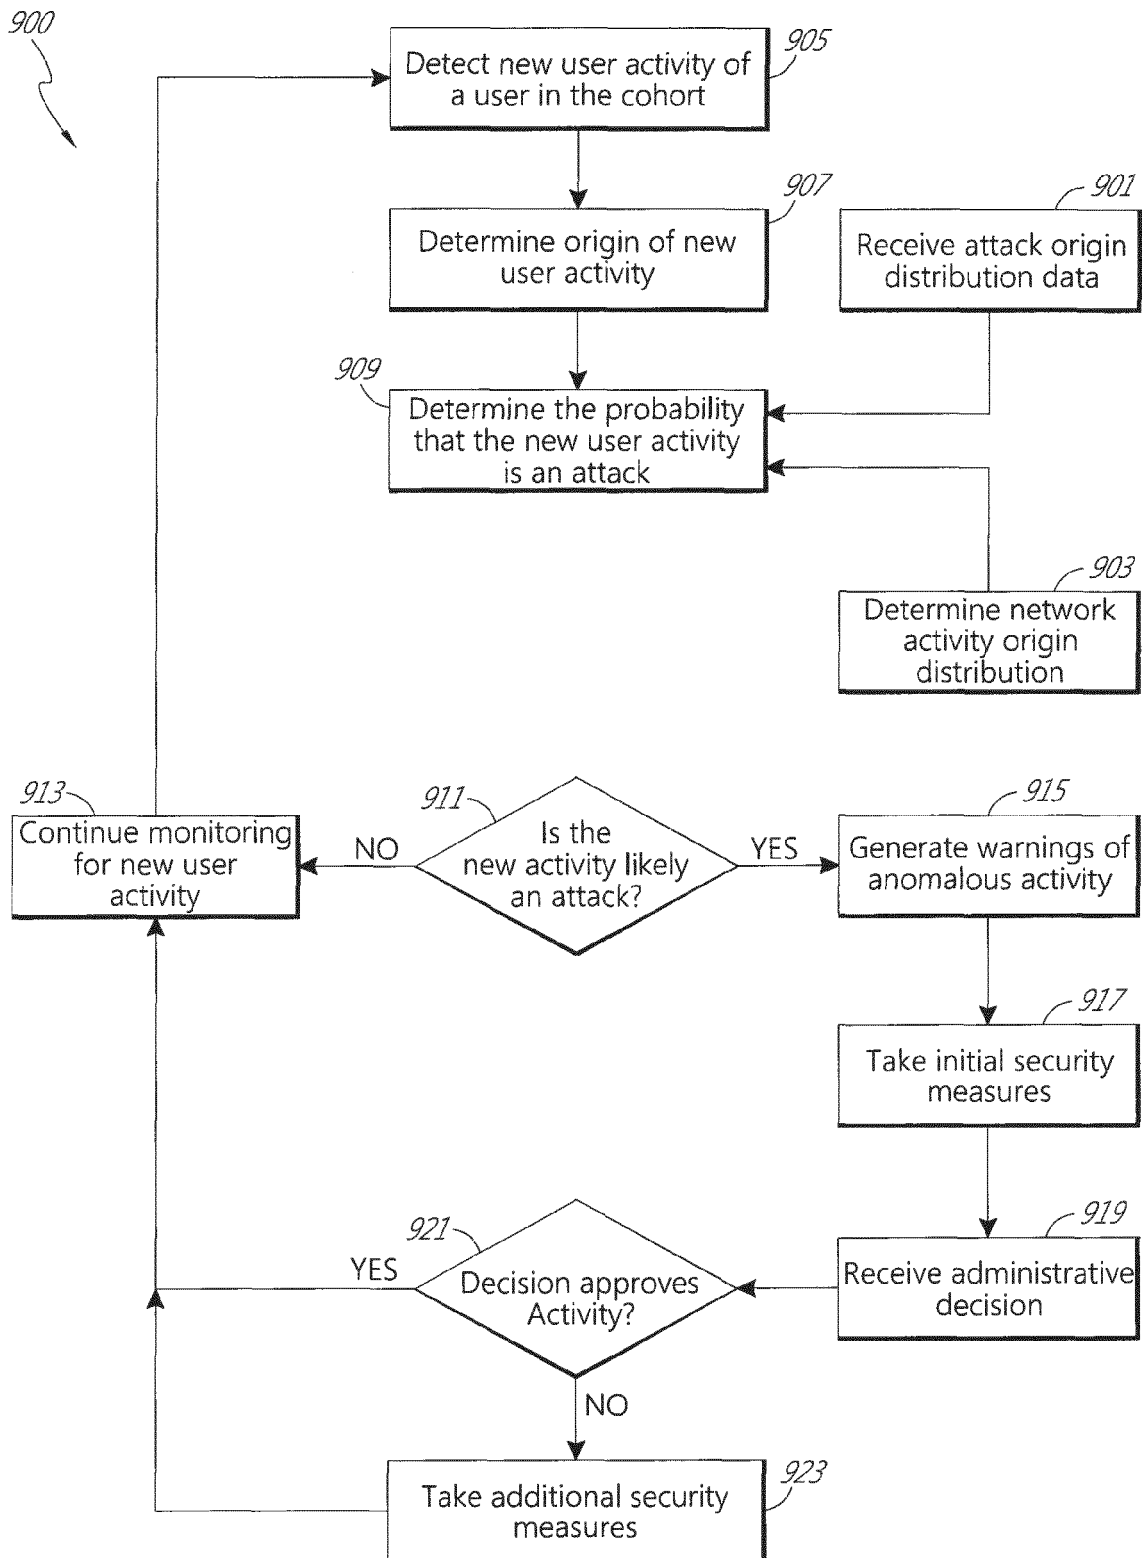 900
905
Detect new user activity of
a user in the cohort
907
Determine origin of new
user activity
901
Receive attack origin
distribution data
909
Determine the probability
that the new user activity
is an attack
903
Determine network
activity origin
distribution
913
Continue monitoring
for new user
activity
NO
911
Is the
new activity likely
an attack?
YES
915
Generate warnings of
anomalous activity
917
Take initial security
measures
919
Receive administrative
decision
921
Decision approves
Activity?
YES
NO
923
Take additional security
measures